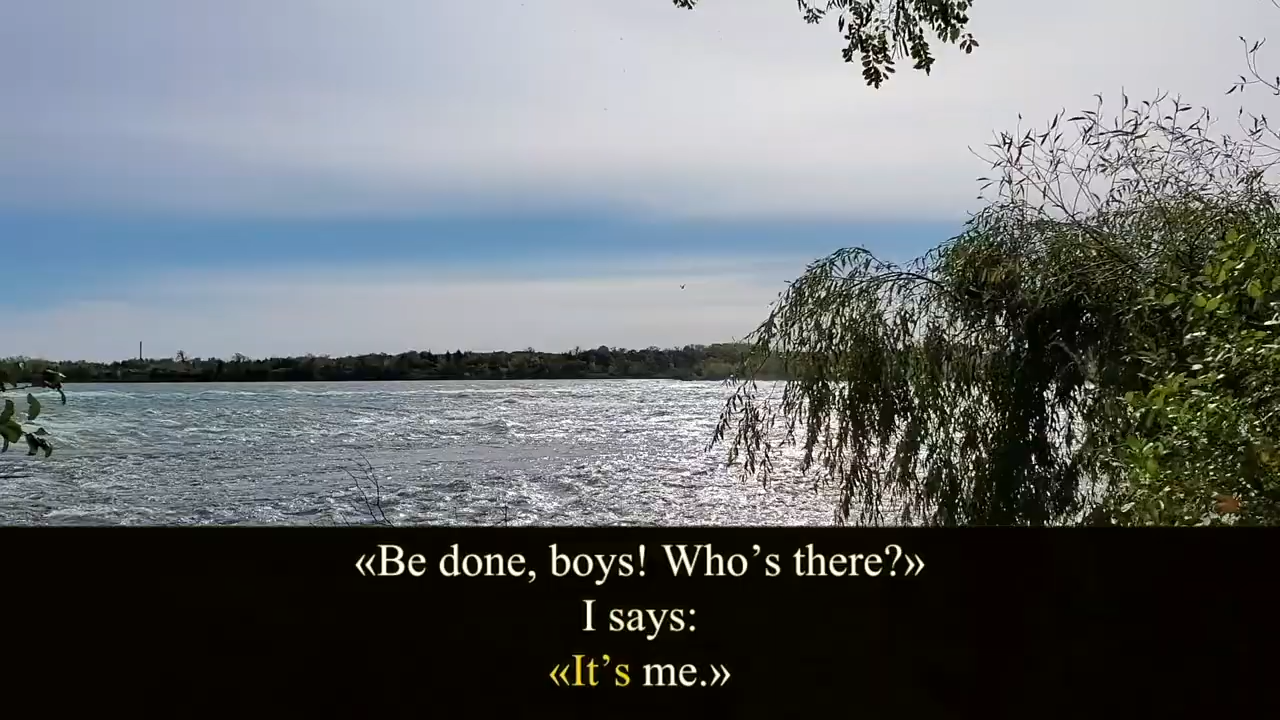 «Be done, boys! Who’s there?»
I says:
«It’s me.»